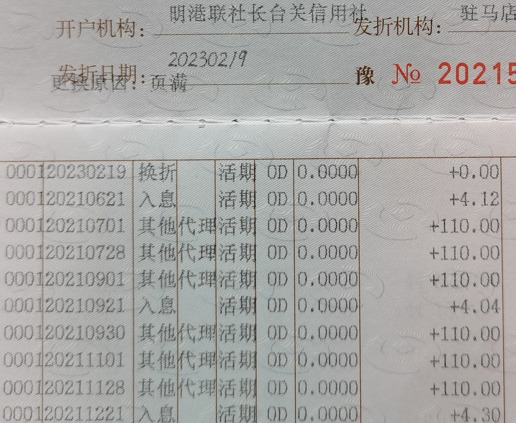 明港联社长台关信用社 驻马店
开户机构： 发折机构：
发折日期： 20230219 豫 № 20215
更换原因：页满
0001 20230219 换折 活期 0D 0.0000 +0.00
0001 20210621 入息 活期 0D 0.0000 +4.12
0001 20210701 其他代理 活期 0D 0.0000 +110.00
0001 20210728 其他代理 活期 0D 0.0000 +110.00
0001 20210901 其他代理 活期 0D 0.0000 +110.00
0001 20210921 入息 活期 0D 0.0000 +4.04
0001 20210930 其他代理 活期 0D 0.0000 +110.00
0001 20211101 其他代理 活期 0D 0.0000 +110.00
0001 20211128 其他代理 活期 0D 0.0000 +110.00
0001 20211221 入息 活期 0D 0.0000 +4.30